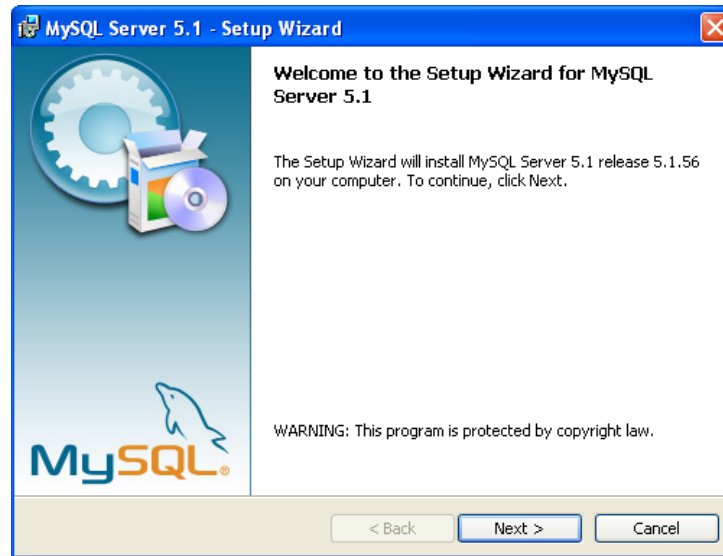 MySQL Server 5.1 - Setup Wizard
Welcome to the Setup Wizard for MySQL
Server 5.1
The Setup Wizard will install MySQL Server 5.1 release 5.1.56
on your computer. To continue, click Next.
WARNING: This program is protected by copyright law.
MySQL®
< Back
Next >
Cancel